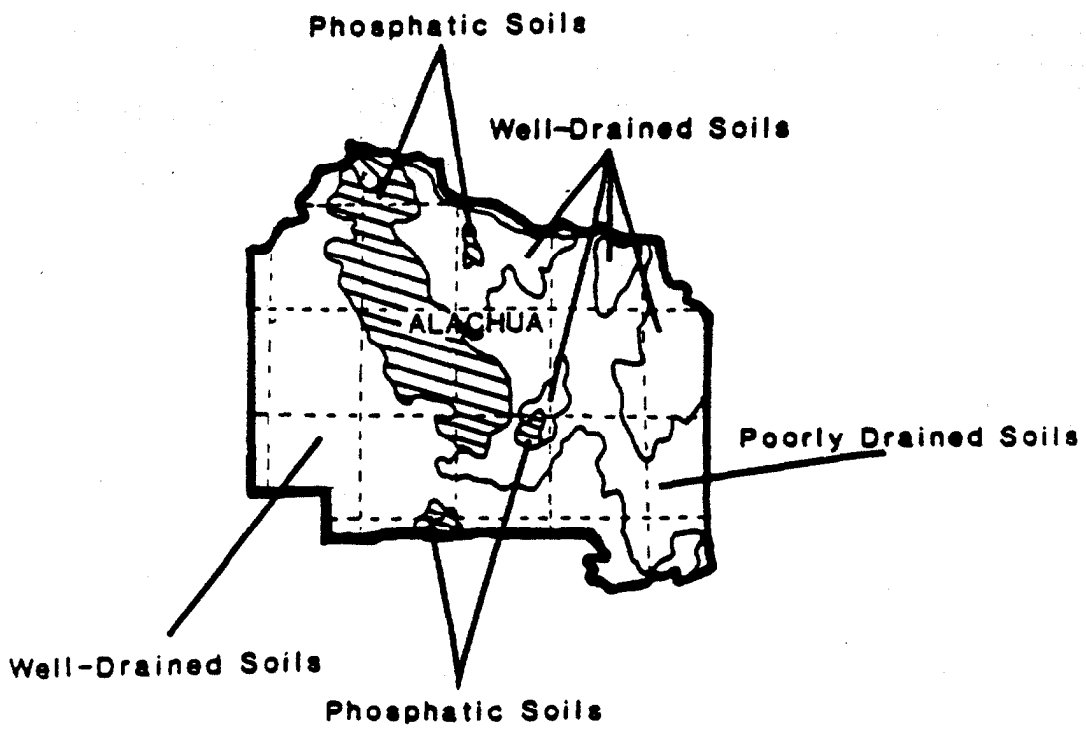 Phosphatic Soils
Well-Drained Soils
ALACHUA
Poorly Drained Soils
Well-Drained Soils
Phosphatic Soils